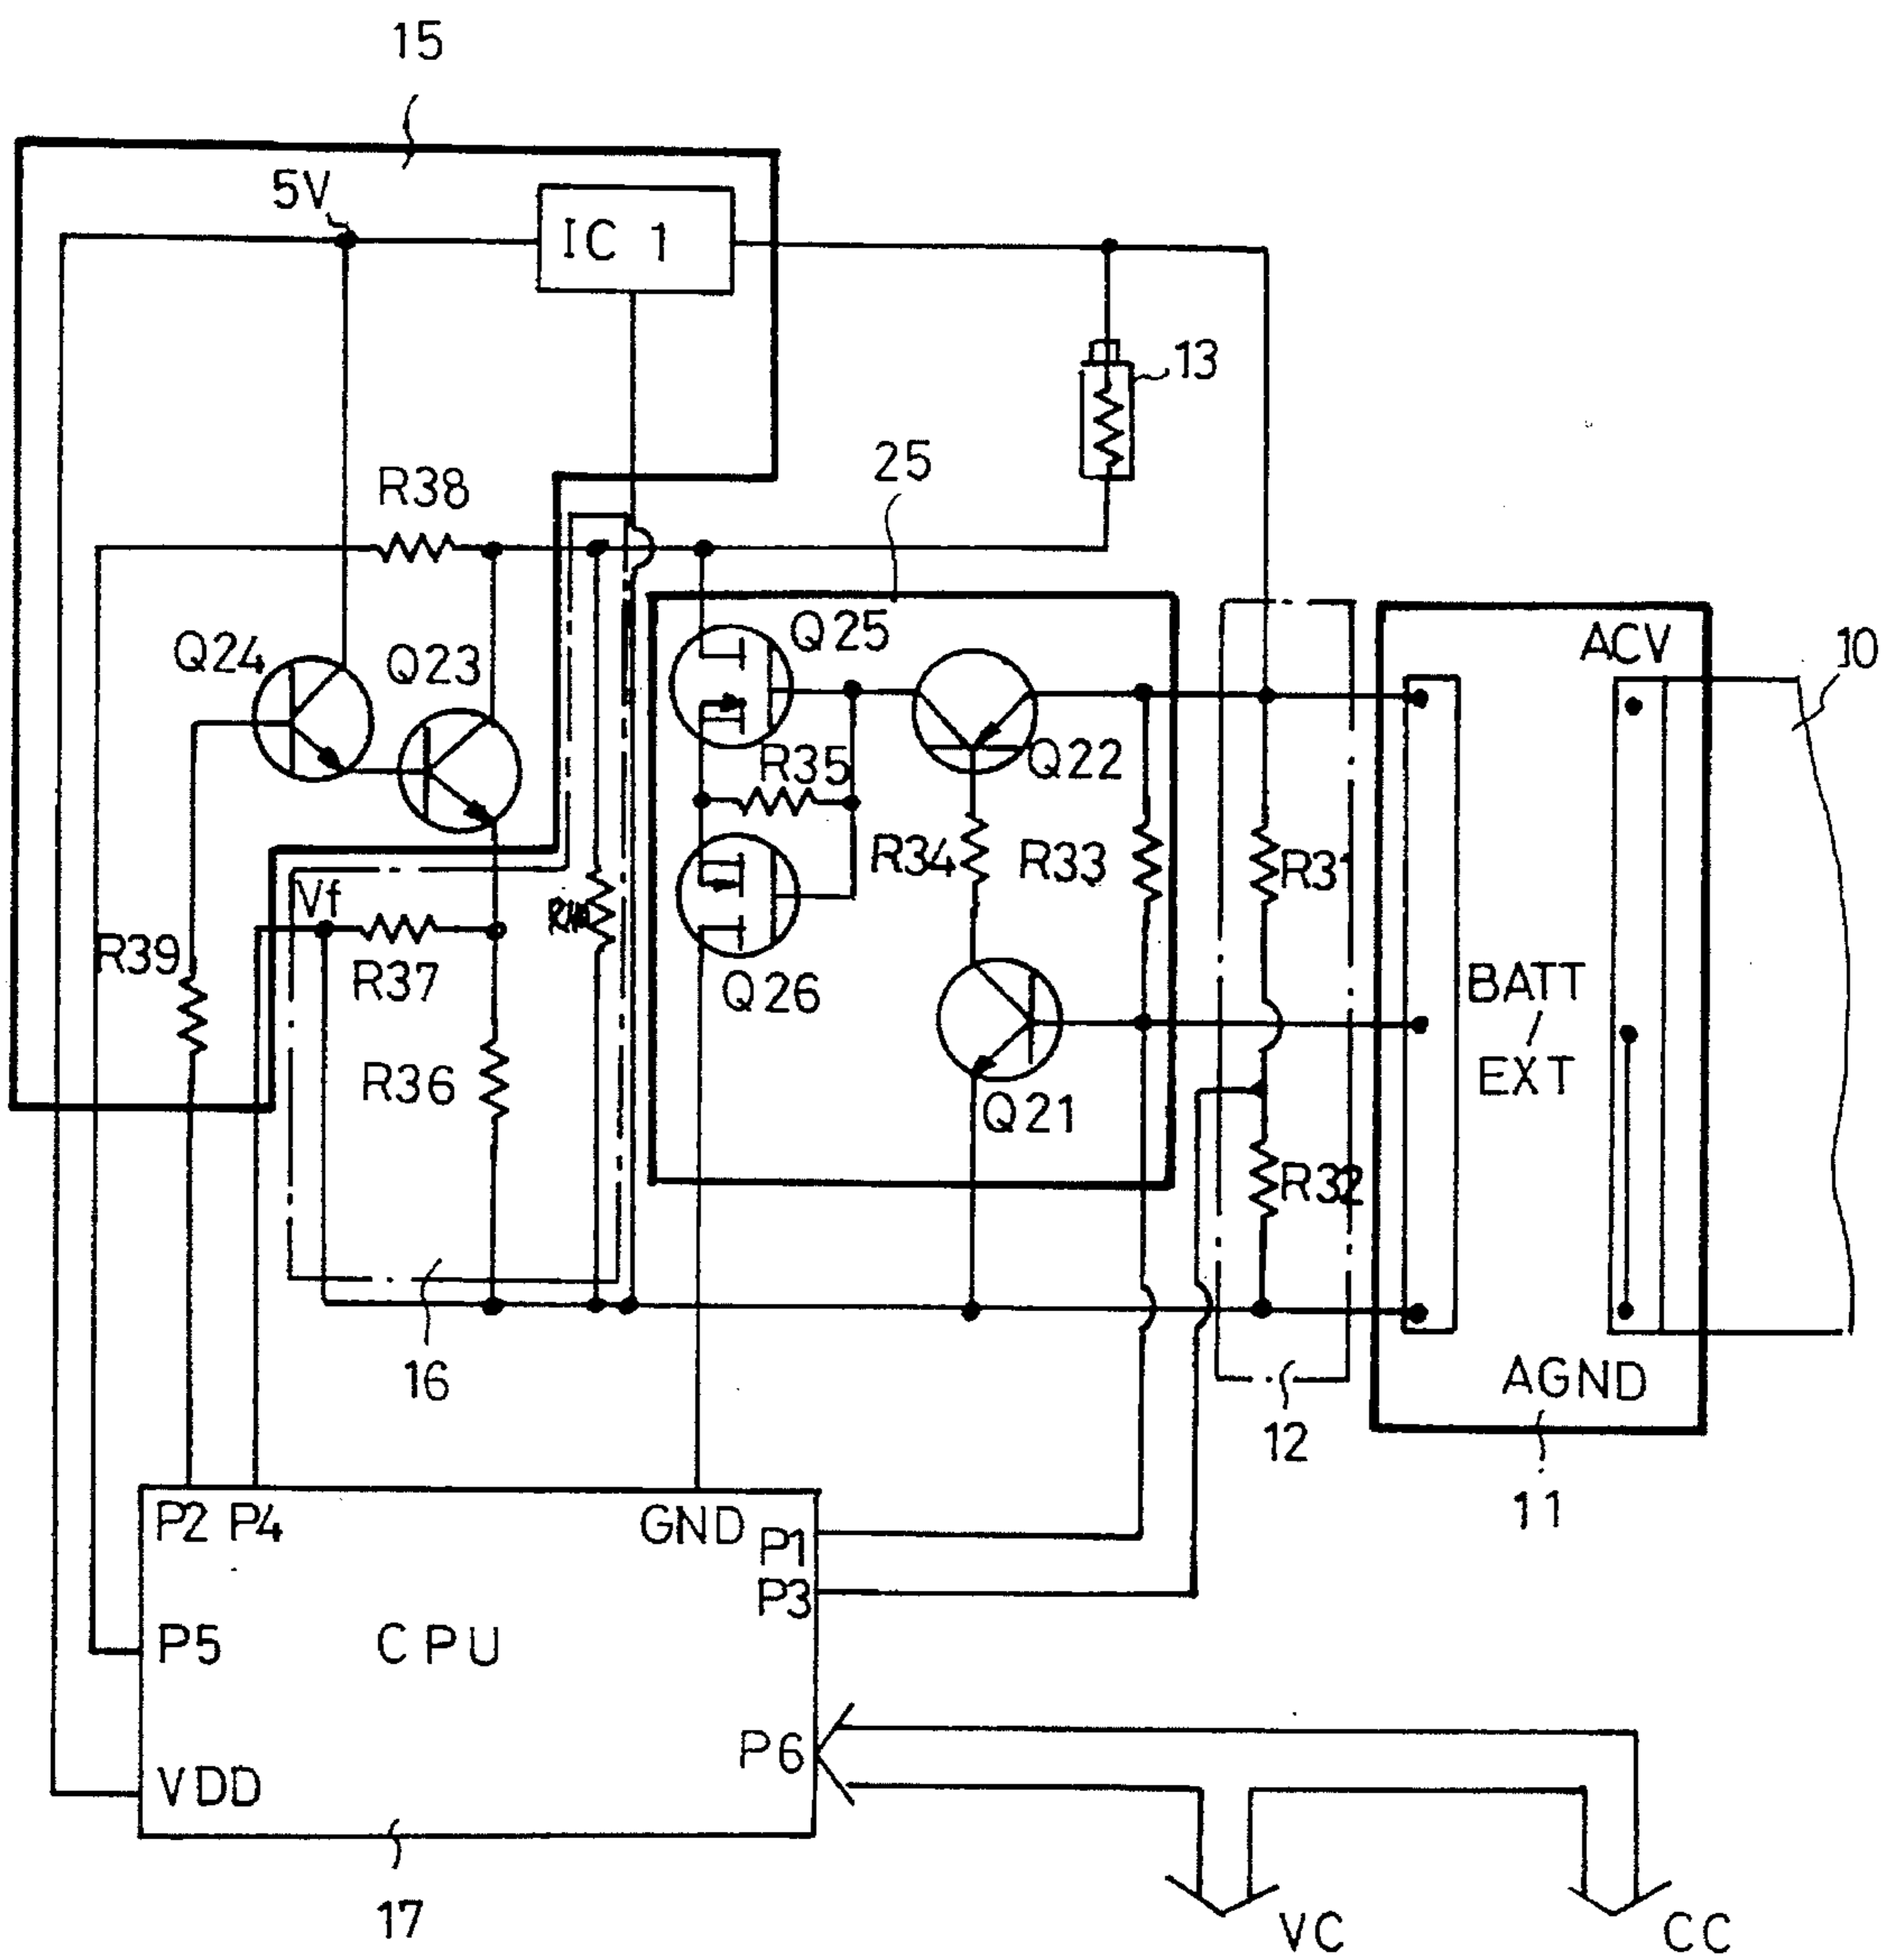 15
5V
IC 1
13
25
R38
Q25
ACV
10
Q24
Q23
R35
Q22
R34
R33
R31
Vf
R39
R37
Q26
BATT
EXT
R36
Q21
R32
16
AGND
12
11
P2
P4
GND
P1
P3
P5
CPU
P6
VDD
17
VC
CC